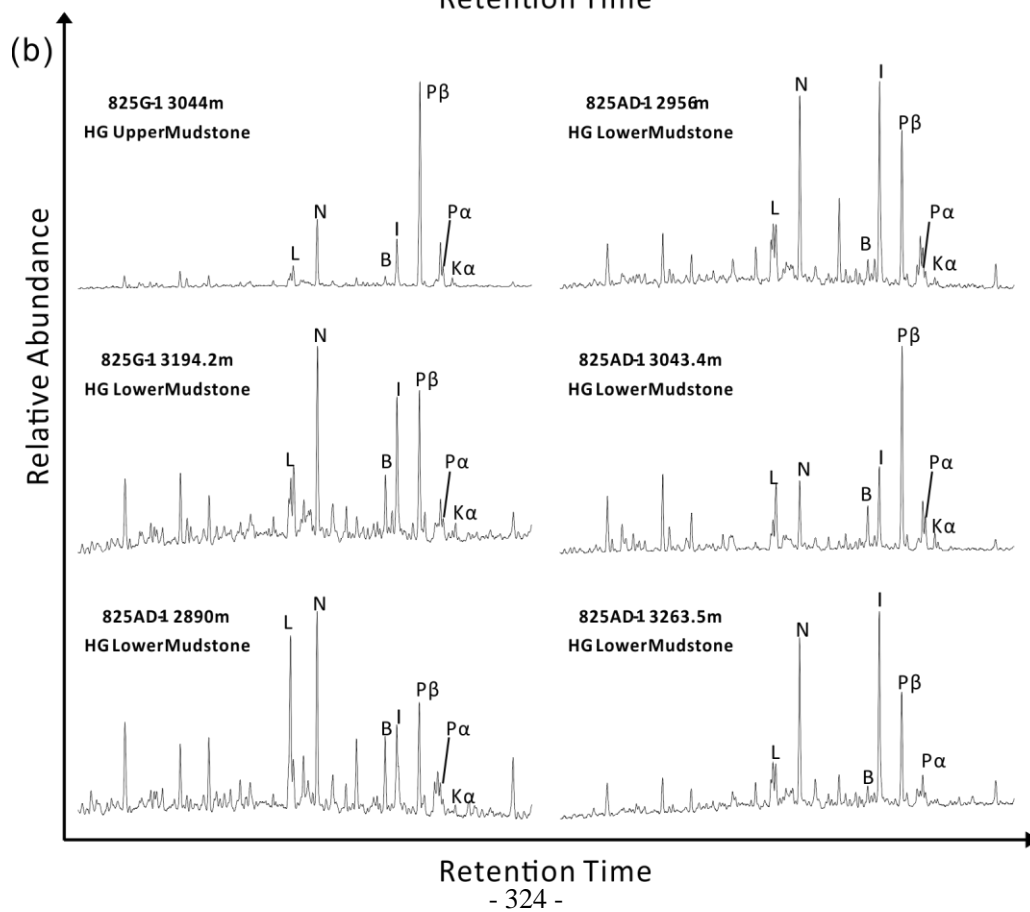 Retention Time
(b)
Relative Abundance
825G-1 3044m
HG UpperMudstone
L
N
B
I
Pβ
Pα
Kα
825AD-1 2956m
HG LowerMudstone
L
N
B
I
Pβ
Pα
Kα
825G-1 3194.2m
HG LowerMudstone
L
N
B
I
Pβ
Pα
Kα
825AD-1 3043.4m
HG LowerMudstone
L
N
B
I
Pβ
Pα
Kα
825AD-1 2890m
HG LowerMudstone
L
N
B
I
Pβ
Pα
Kα
825AD-1 3263.5m
HG LowerMudstone
L
N
B
I
Pβ
Pα
Retention Time
- 324 -